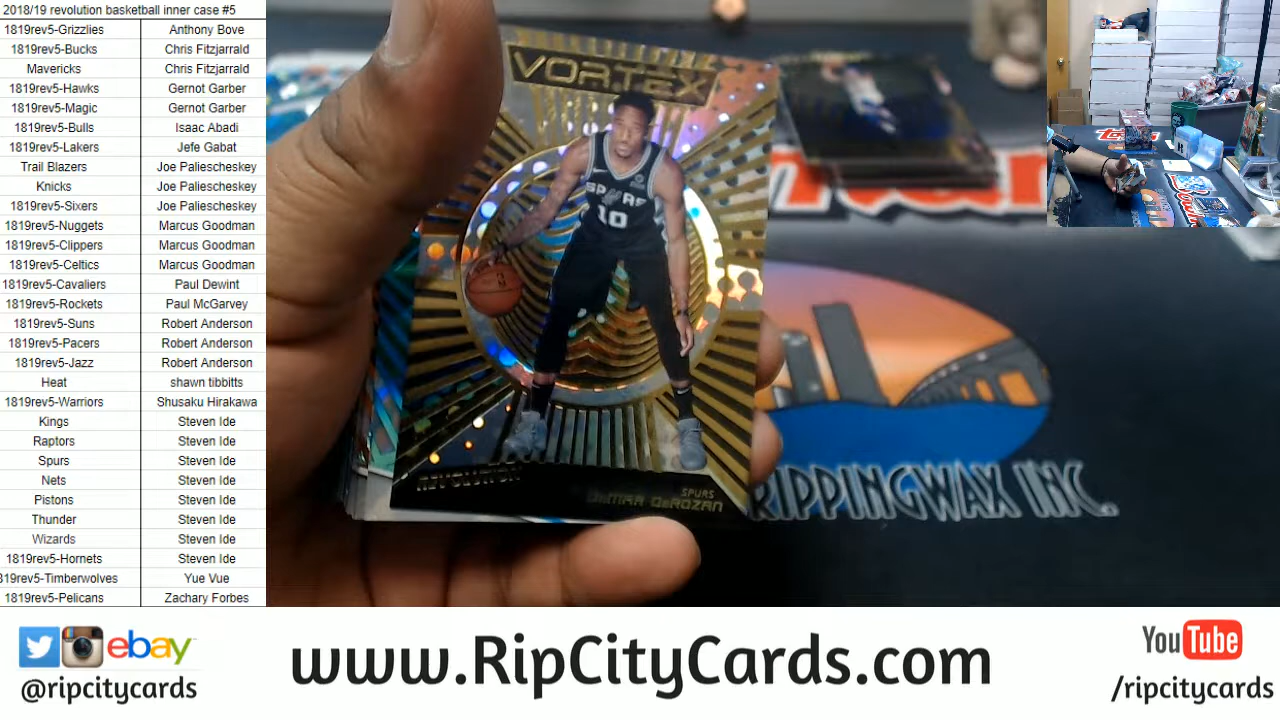 2018/19 revolution basketball inner case #5
1819rev5-Grizzlies Anthony Bove
1819rev5-Bucks Chris Fitzjarrald
Mavericks Chris Fitzjarrald
1819rev5-Hawks Gernot Garber
1819rev5-Magic Gernot Garber
1819rev5-Bulls Isaac Abadi
1819rev5-Lakers Jefe Gabat
Trail Blazers Joe Paliescheskey
Knicks Joe Paliescheskey
1819rev5-Sixers Joe Paliescheskey
1819rev5-Nuggets Marcus Goodman
1819rev5-Clippers Marcus Goodman
1819rev5-Celtics Marcus Goodman
1819rev5-Cavaliers Paul Dewint
1819rev5-Rockets Paul McGarvey
1819rev5-Suns Robert Anderson
1819rev5-Pacers Robert Anderson
1819rev5-Jazz Robert Anderson
Heat shawn tibbitts
1819rev5-Warriors Shusaku Hirakawa
Kings Steven Ide
Raptors Steven Ide
Spurs Steven Ide
Nets Steven Ide
Pistons Steven Ide
Thunder Steven Ide
Wizards Steven Ide
1819rev5-Hornets Steven Ide
319rev5-Timberwolves Yue Vue
1819rev5-Pelicans Zachary Forbes
VORTEX
SPURS
10
REVOLUTION
SPURS
DeMAR DeROZAN
RIPPINGWAX INC.
ebay
@ripcitycards
www.RipCityCards.com
YouTube
/ripcitycards